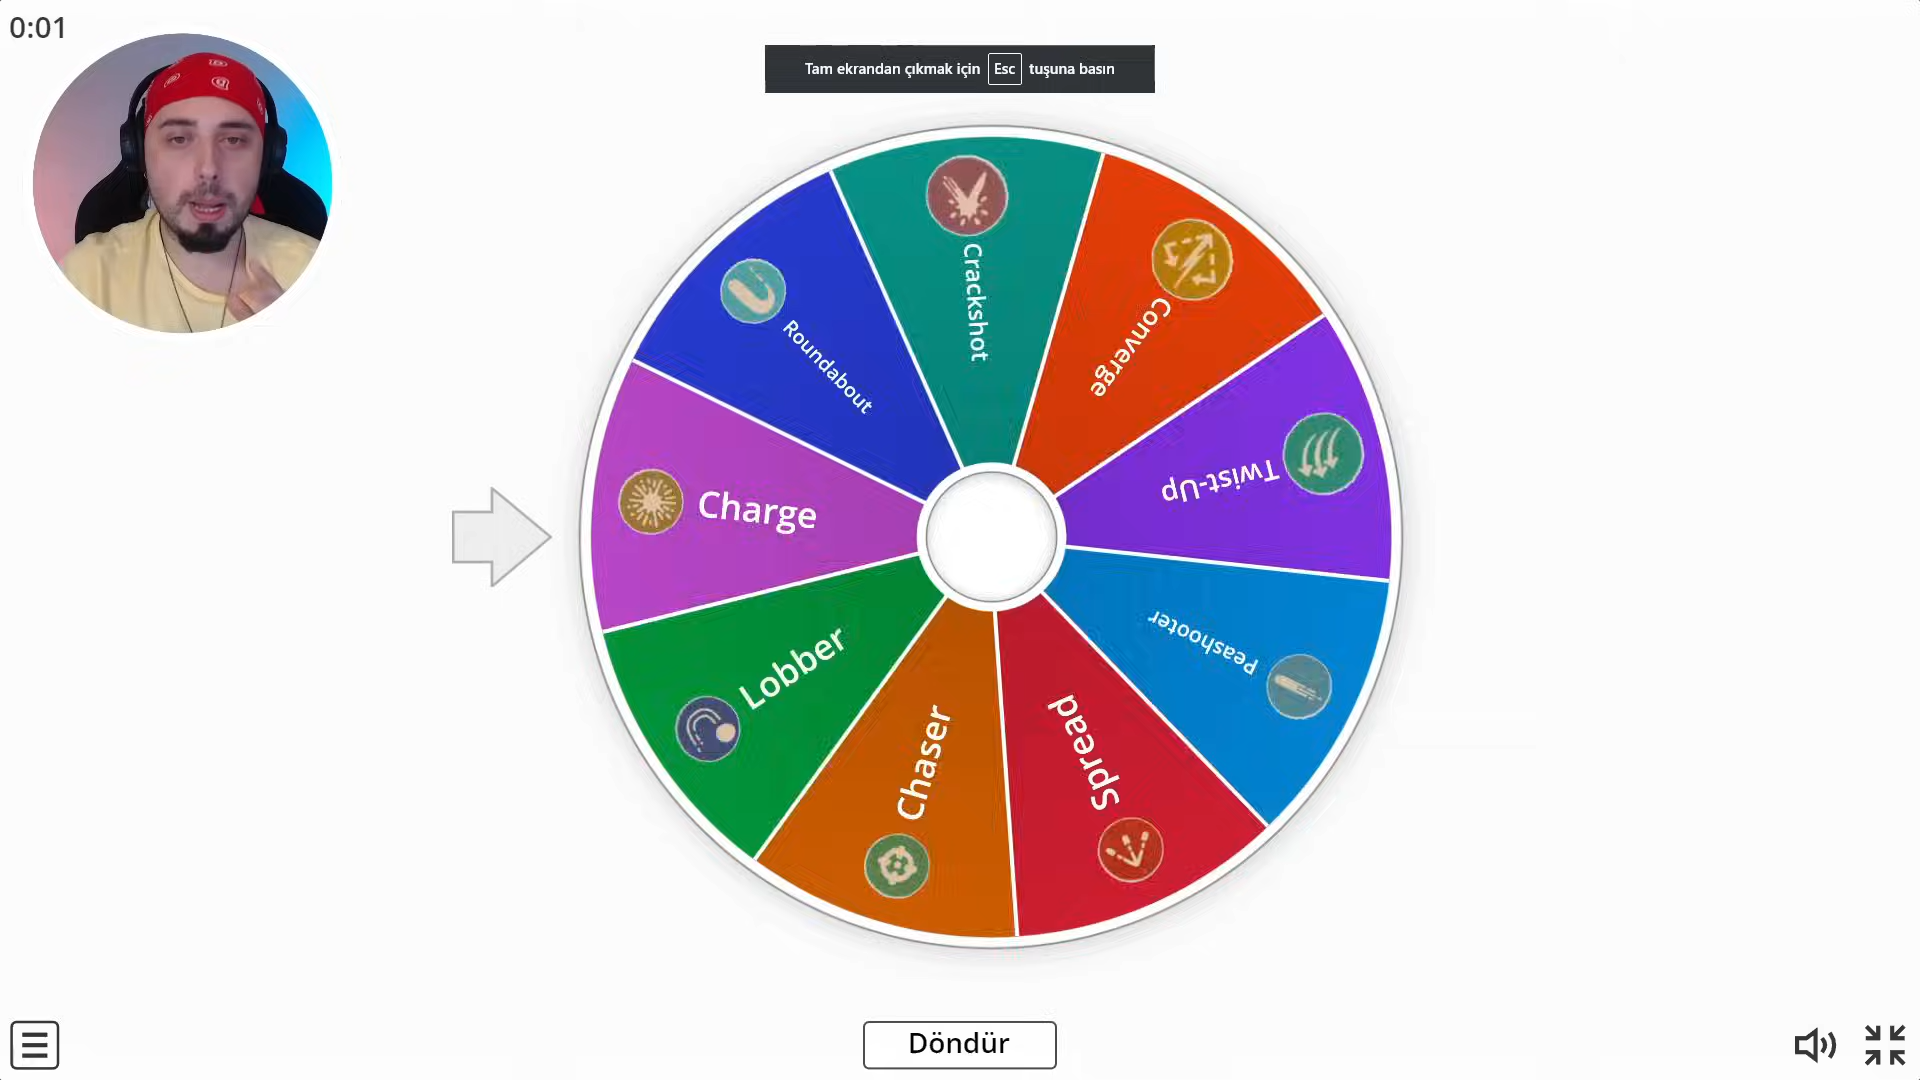 0:01
Tam ekrandan çıkmak için Esc tuşuna basın
Crackshot
Converge
Roundabout
Twist-Up
Charge
Peashooter
Lobber
Spread
Chaser
Döndür